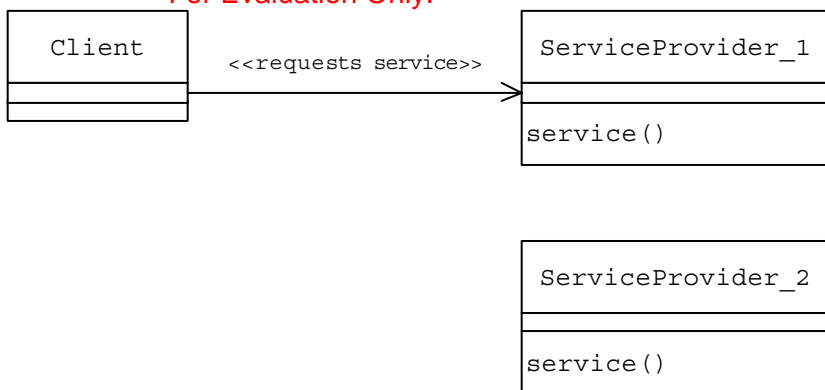 For Evaluation Only.
Client
<<requests service>>
ServiceProvider_1
service()
ServiceProvider_2
service()